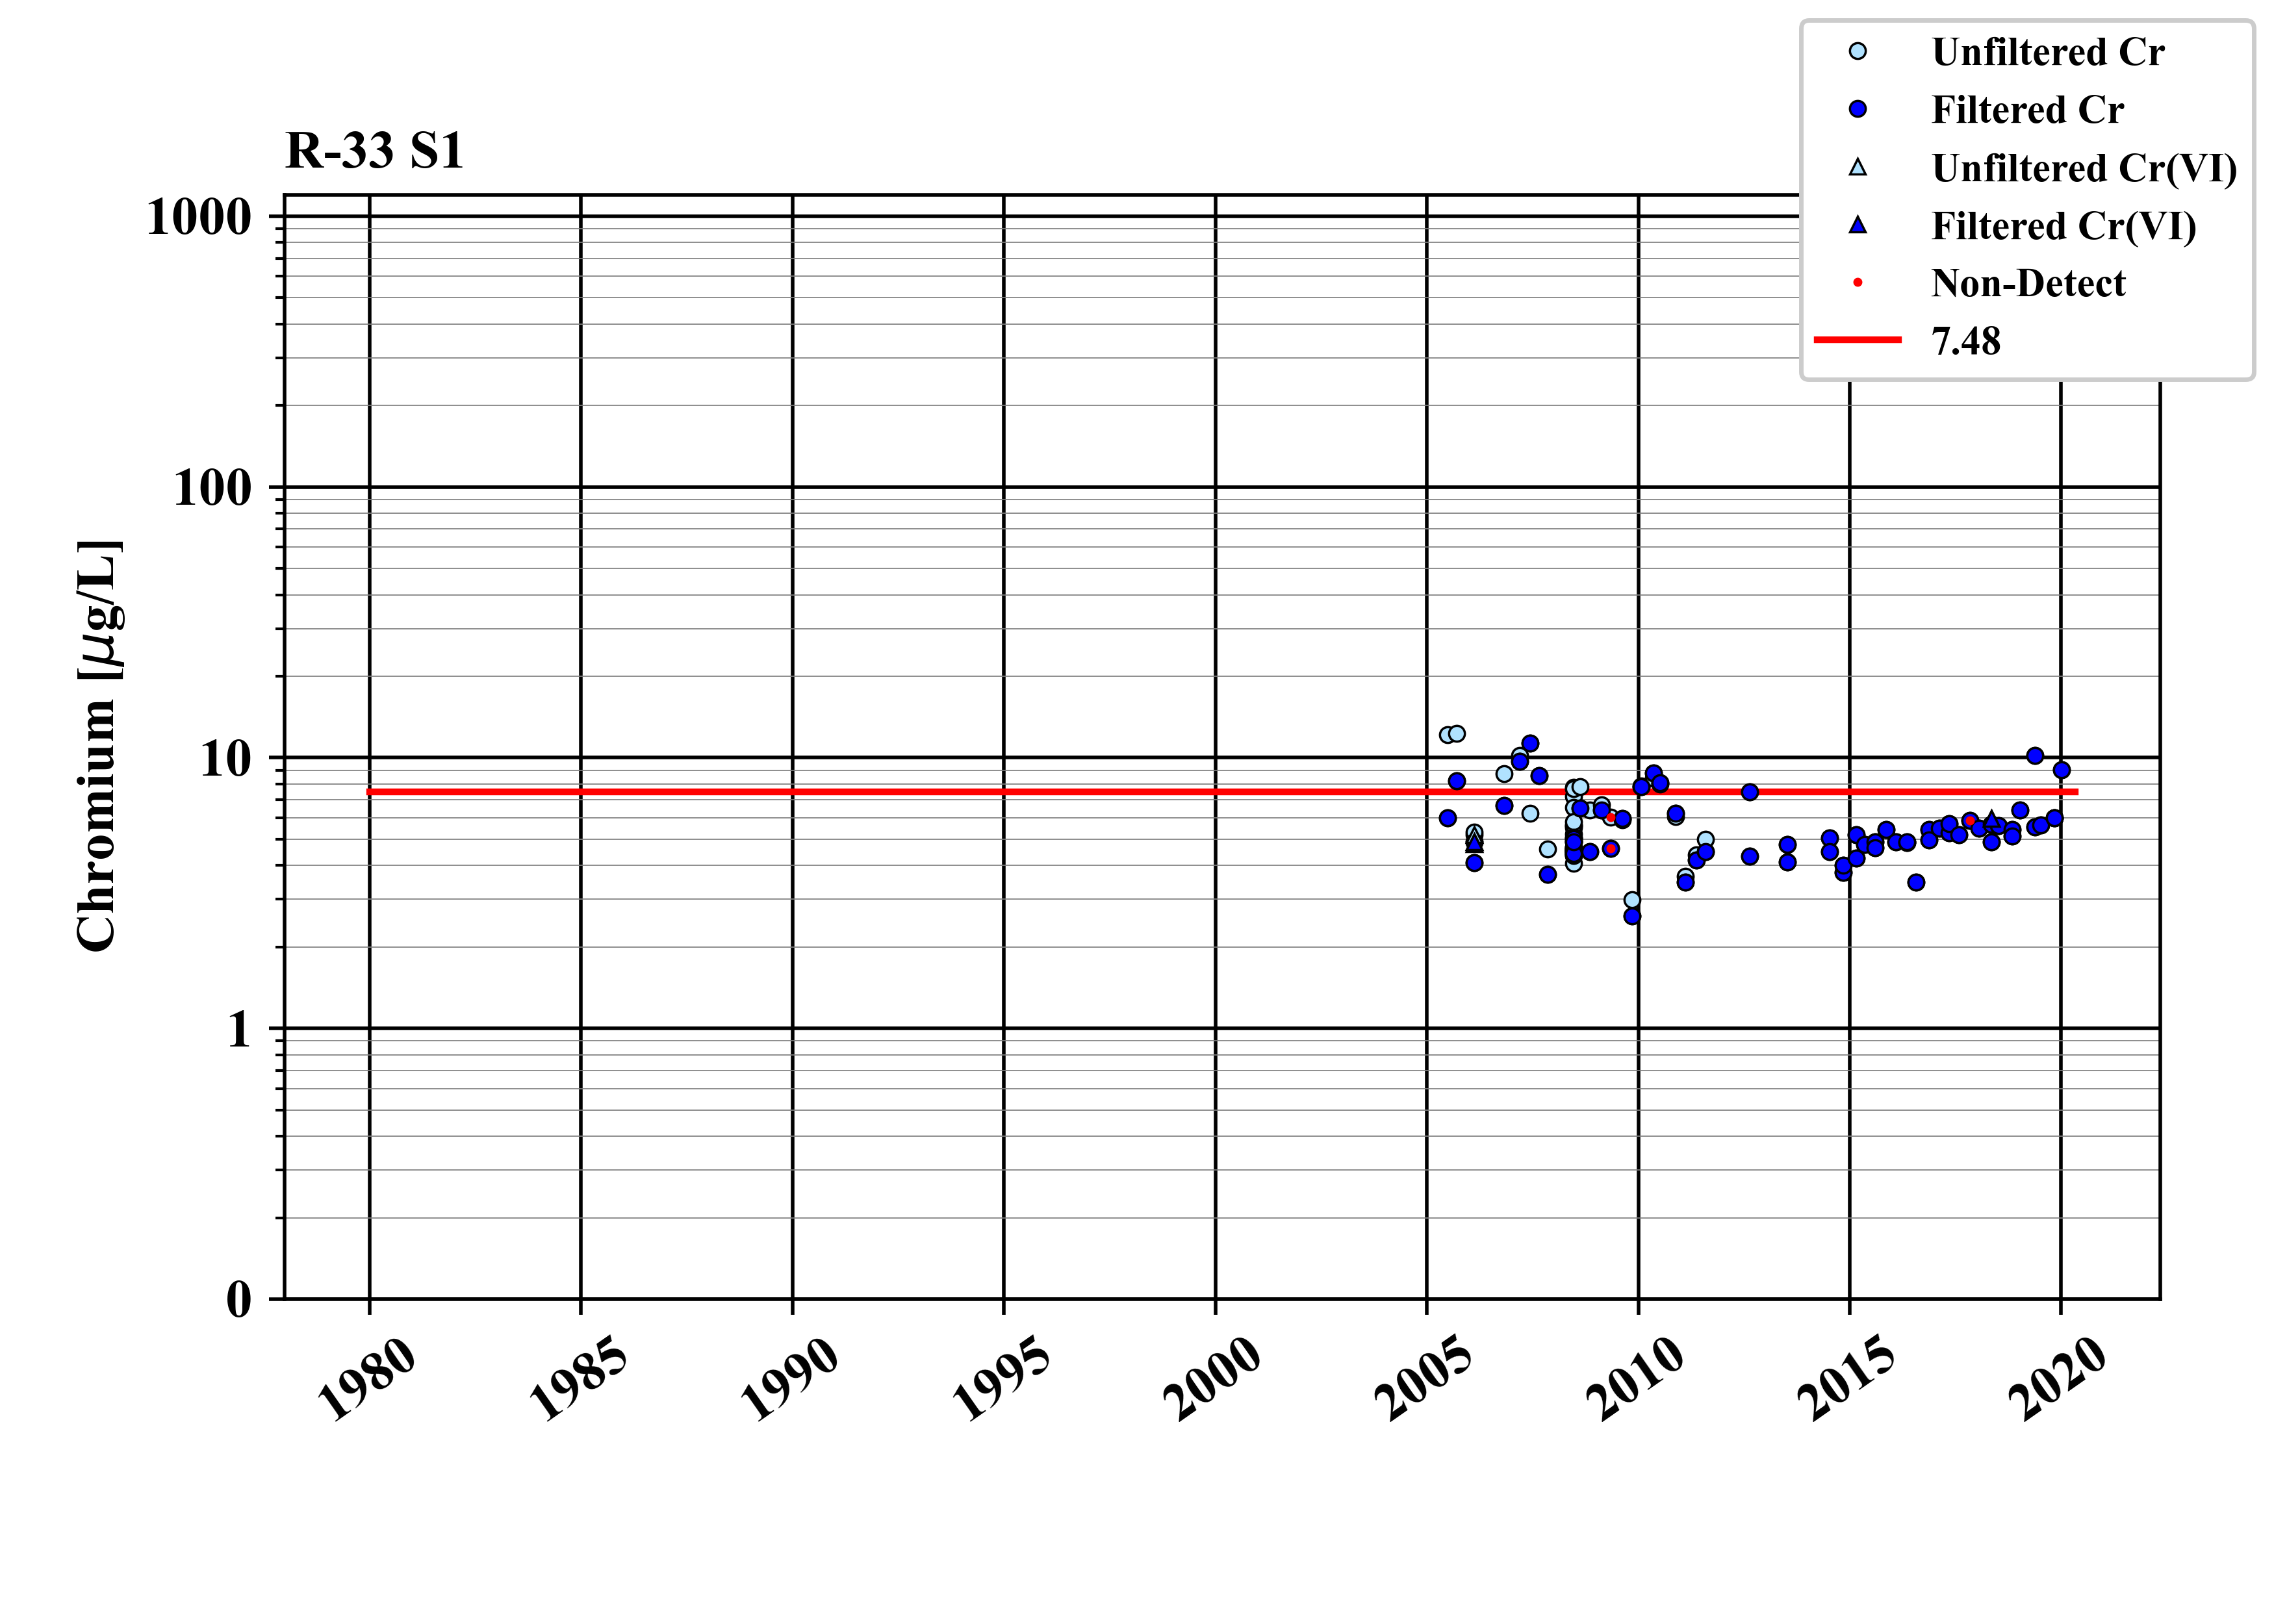 Unfiltered Cr
Filtered Cr
Unfiltered Cr(VI)
Filtered Cr(VI)
Non-Detect
7.48
R-33 S1
1000
100
10
1
0
Chromium [μg/L]
1980 1985 1990 1995 2000 2005 2010 2015 2020